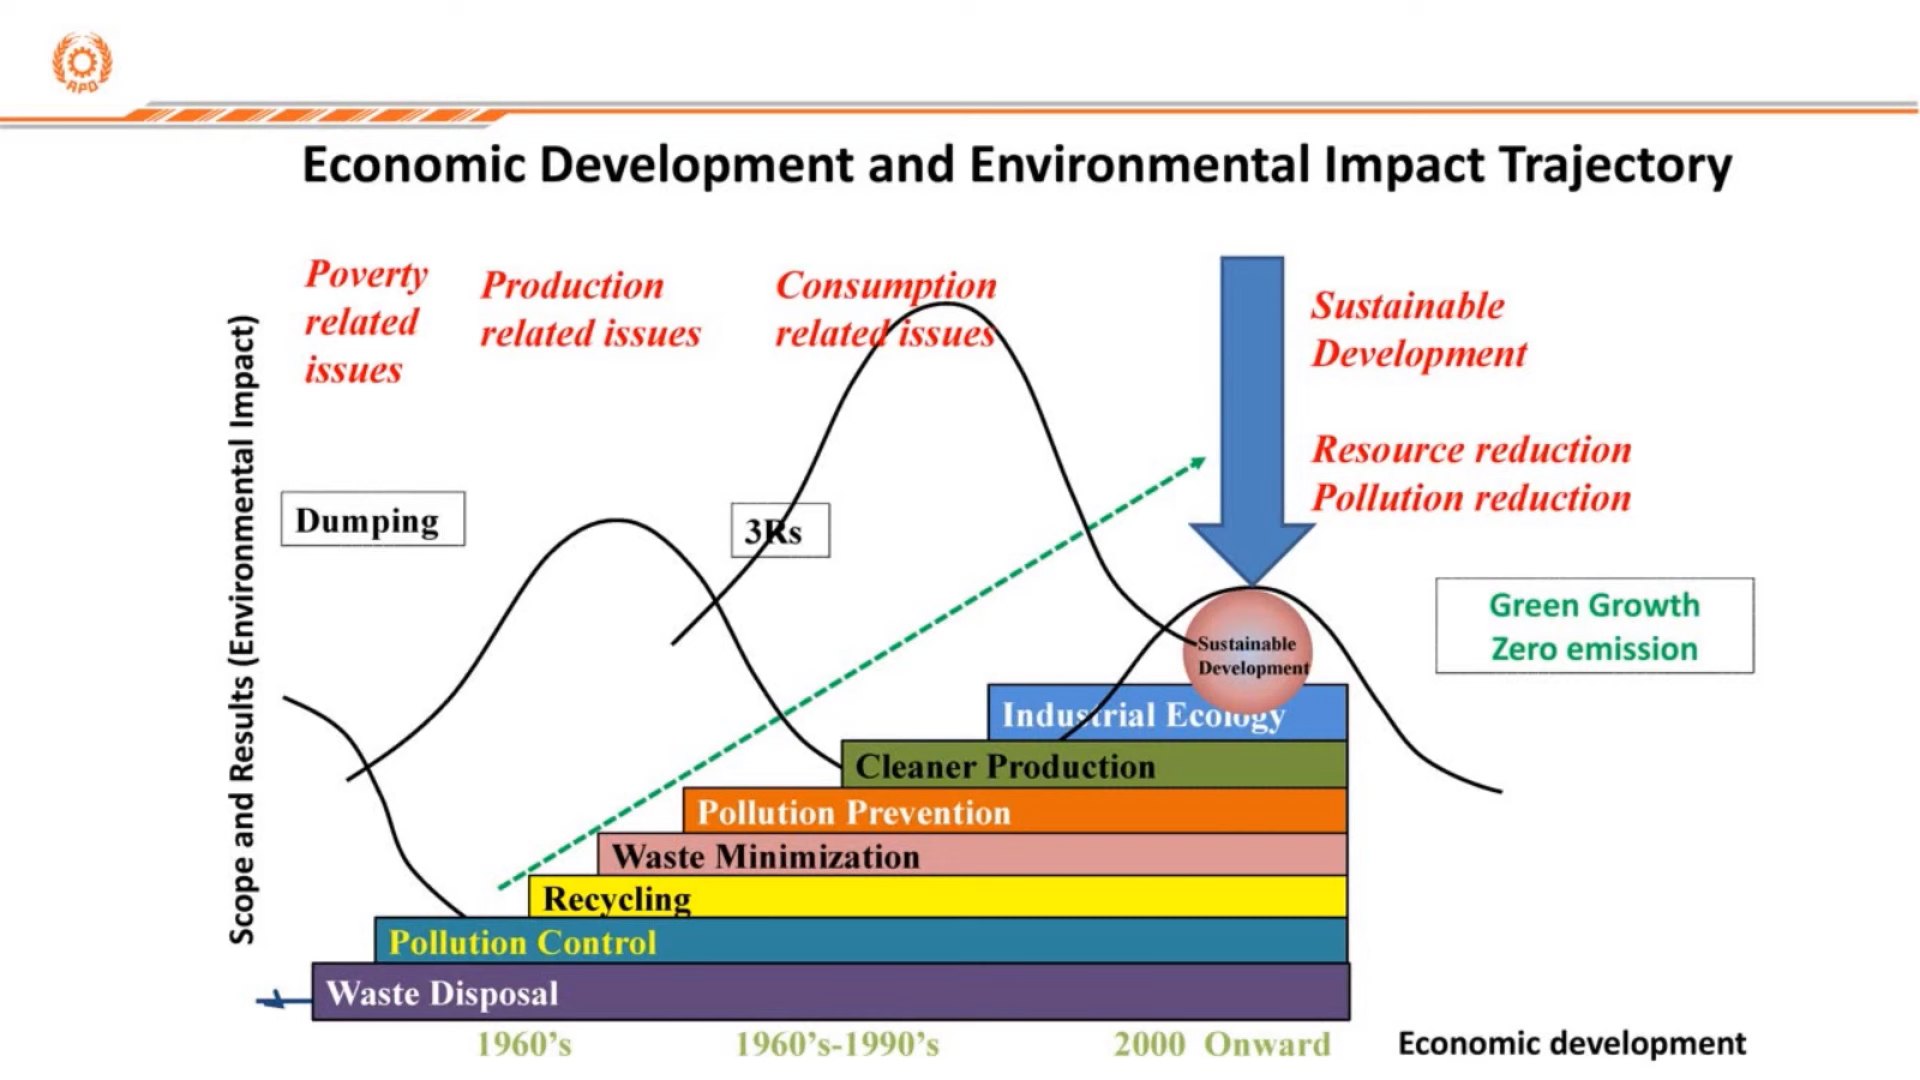 APO
Economic Development and Environmental Impact Trajectory
Poverty
related
issues
Production
related issues
Consumption
related issues
Sustainable
Development
Resource reduction
Pollution reduction
Scope and Results (Environmental Impact)
Dumping
3Rs
Green Growth
Zero emission
Sustainable
Development
Industrial Ecology
Cleaner Production
Pollution Prevention
Waste Minimization
Recycling
Pollution Control
Waste Disposal
1960’s
1960’s-1990’s
2000 Onward
Economic development